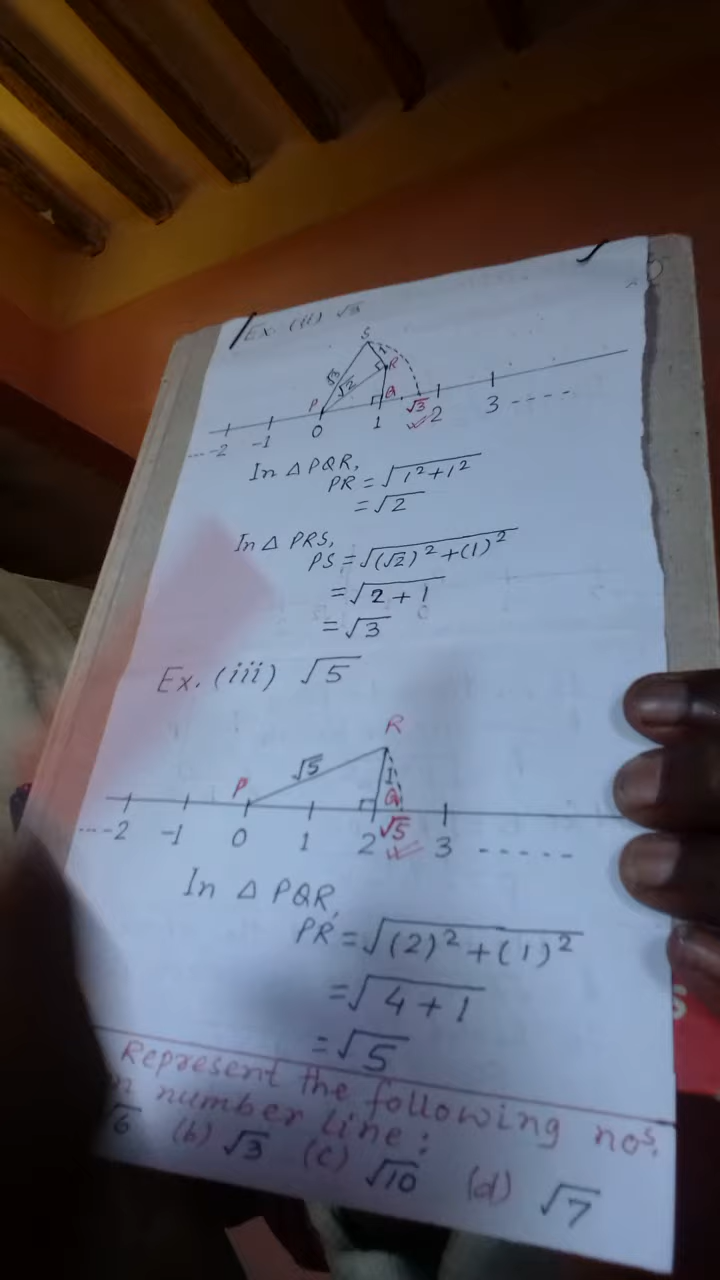 Ex. (ii) √3
S
1
R
√3
√2
P
Q
... -2 -1 0 1 √3 2 3 ----
In △ PQR,
PR = √1²+1²
= √2
In △ PRS,
PS = √(√2)²+(1)²
= √2+1
= √3
Ex. (iii) √5
R
√5
1
P
Q
----2 -1 0 1 2 √5 3 -----
In △ PQR,
PR = √(2)²+(1)²
= √4+1
= √5
Represent the following nos.
number line:
√6 (b) √3 (c) √10 (d) √7
S